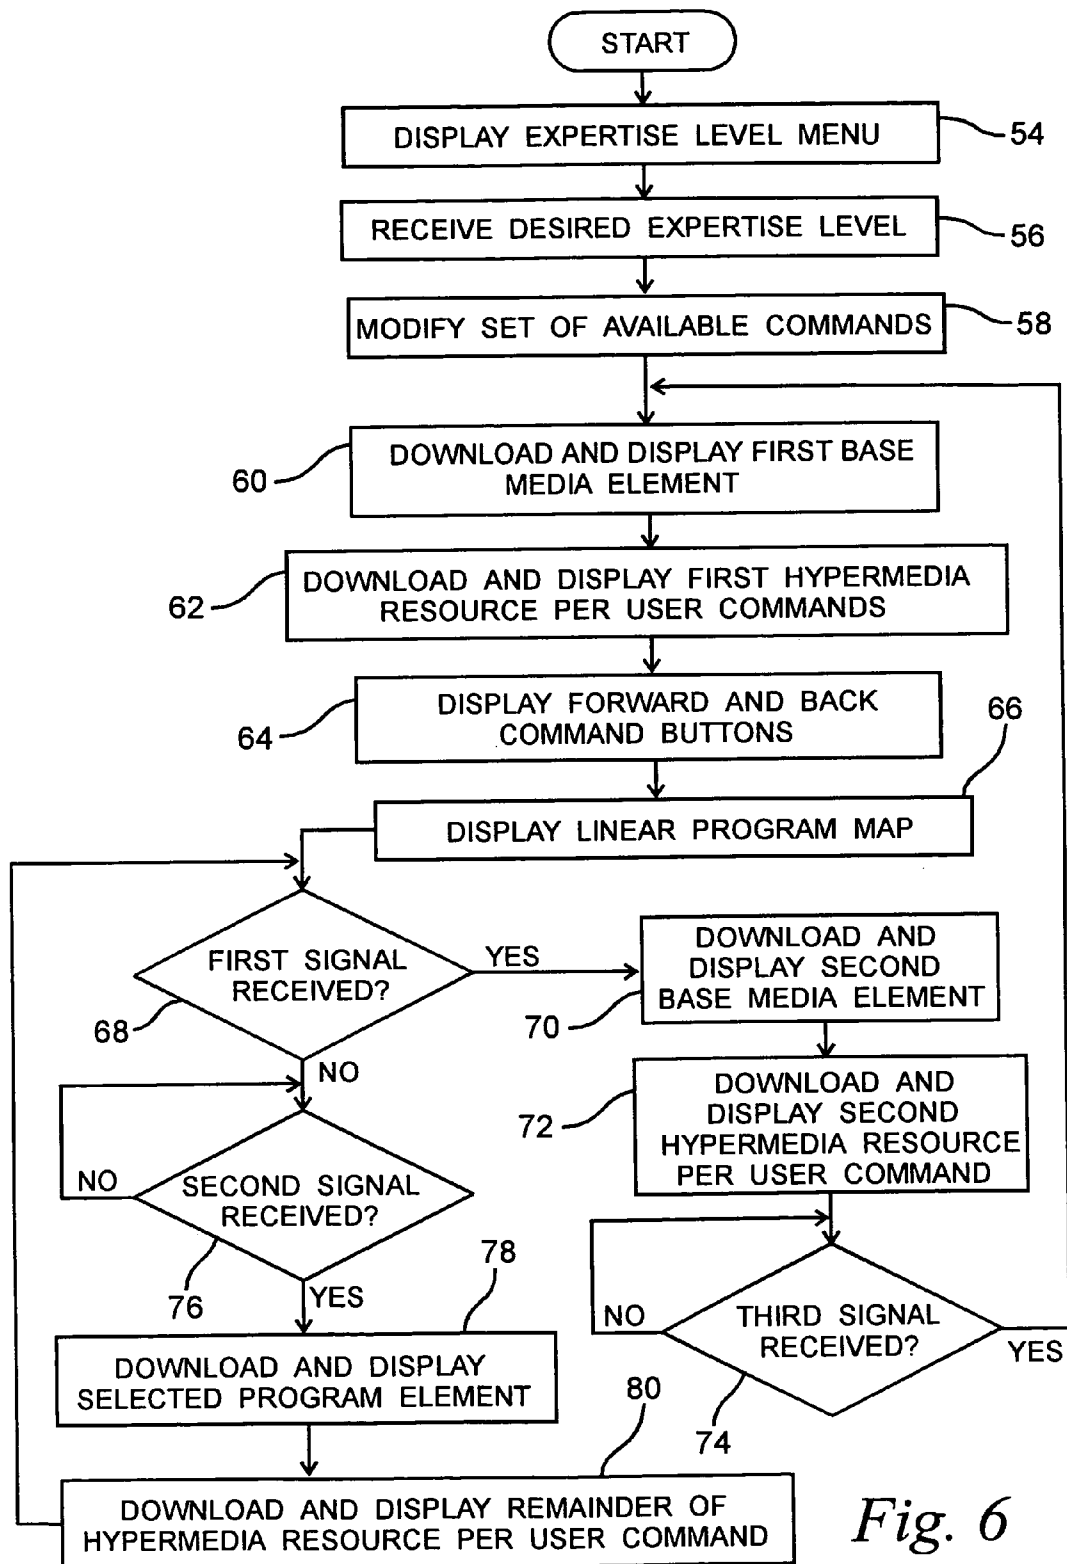 START
DISPLAY EXPERTISE LEVEL MENU
54
RECEIVE DESIRED EXPERTISE LEVEL
56
MODIFY SET OF AVAILABLE COMMANDS
58
DOWNLOAD AND DISPLAY FIRST BASE
MEDIA ELEMENT
60
DOWNLOAD AND DISPLAY FIRST HYPERMEDIA
RESOURCE PER USER COMMANDS
62
DISPLAY FORWARD AND BACK
COMMAND BUTTONS
64
66
DISPLAY LINEAR PROGRAM MAP
FIRST SIGNAL
RECEIVED?
68
YES
DOWNLOAD AND
DISPLAY SECOND
BASE MEDIA ELEMENT
70
NO
DOWNLOAD AND
DISPLAY SECOND
HYPERMEDIA RESOURCE
PER USER COMMAND
72
NO
SECOND SIGNAL
RECEIVED?
76
YES
78
NO
THIRD SIGNAL
RECEIVED?
YES
74
DOWNLOAD AND DISPLAY
SELECTED PROGRAM ELEMENT
80
DOWNLOAD AND DISPLAY REMAINDER OF
HYPERMEDIA RESOURCE PER USER COMMAND
Fig. 6